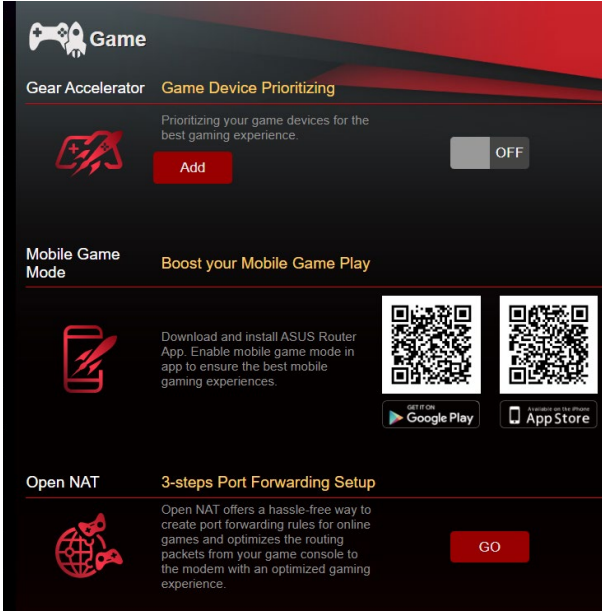 Game
Gear Accelerator
Game Device Prioritizing
Prioritizing your game devices for the
best gaming experience.
Add
OFF
Mobile Game
Mode
Boost your Mobile Game Play
Download and install ASUS Router
App. Enable mobile game mode in
app to ensure the best mobile
gaming experiences.
GET IT ON
Google Play
Available on the iPhone
App Store
Open NAT
3-steps Port Forwarding Setup
Open NAT offers a hassle-free way to
create port forwarding rules for online
games and optimizes the routing
packets from your game console to
the modem with an optimized gaming
experience.
GO